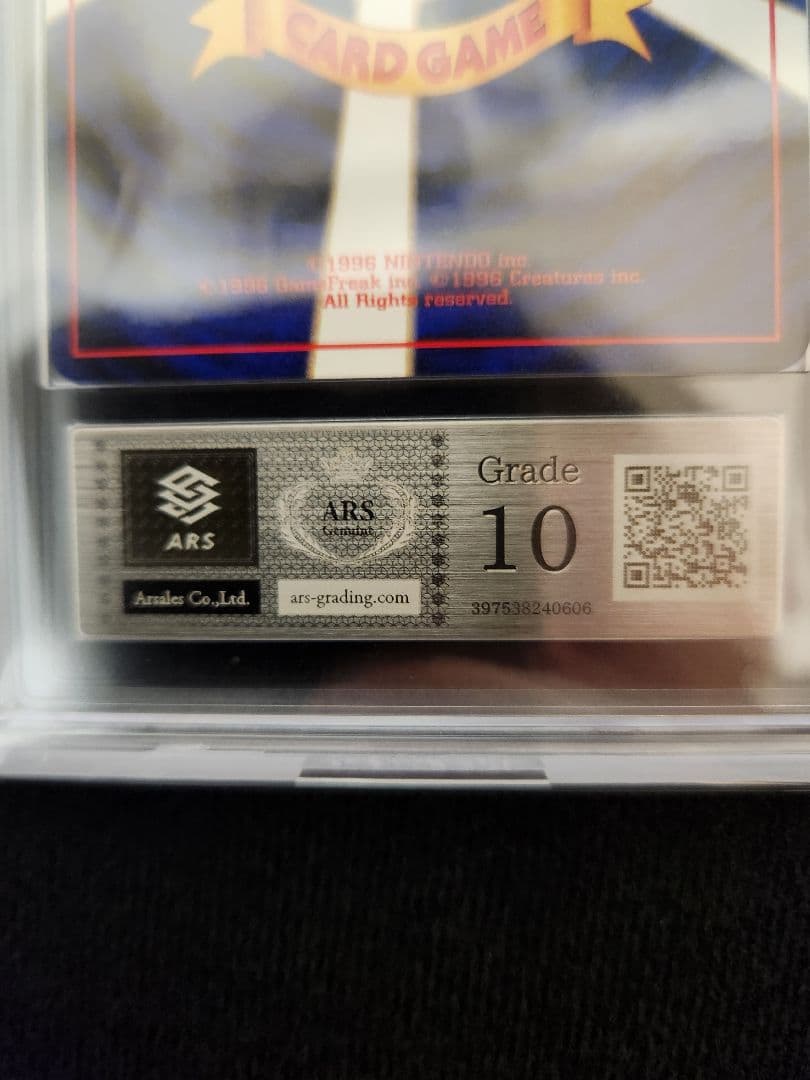 CARD GAME
©1996 NINTENDO inc.
©1996 GameFreak inc. ©1996 Creatures inc.
All Rights reserved.
ARS
Arsales Co.,Ltd.
ARS
Genuine
ars-grading.com
Grade
10
397538240606